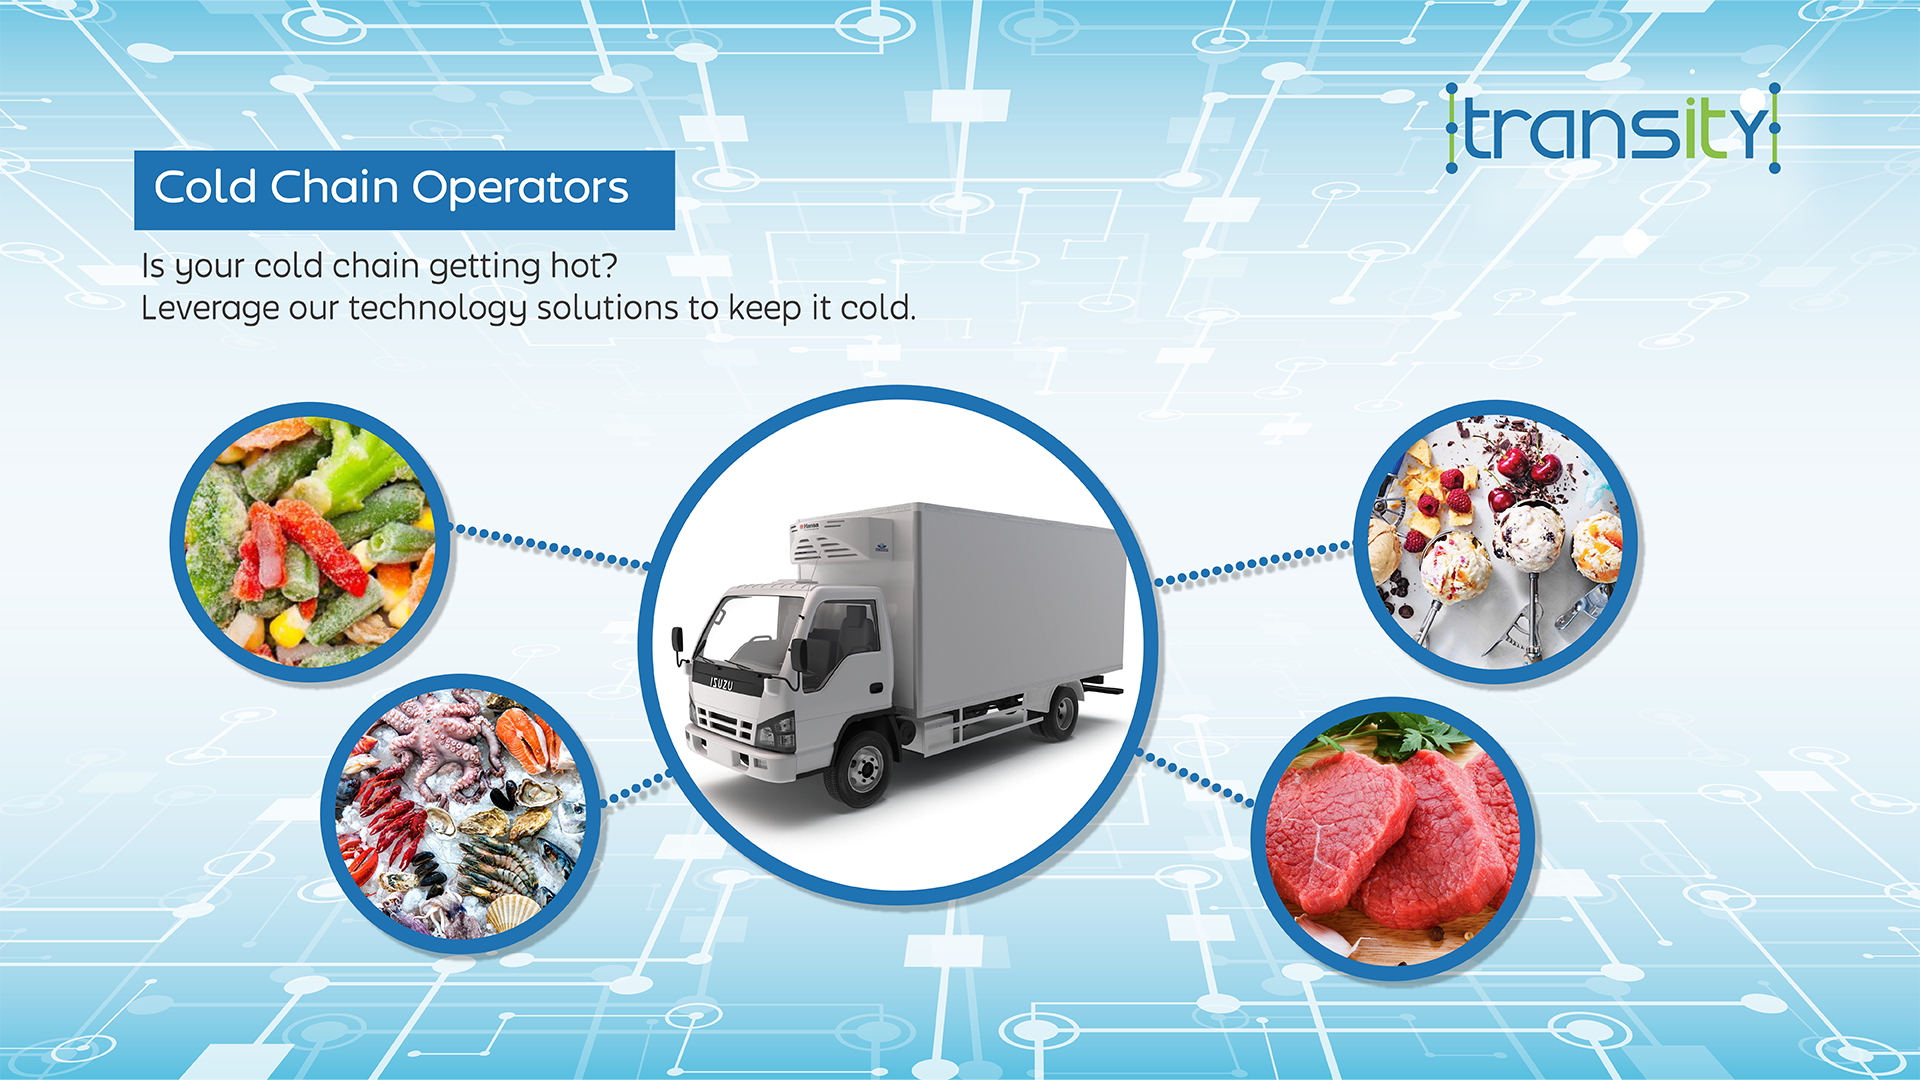 transity
Cold Chain Operators
Is your cold chain getting hot?
Leverage our technology solutions to keep it cold.
Hansa
ISUZU